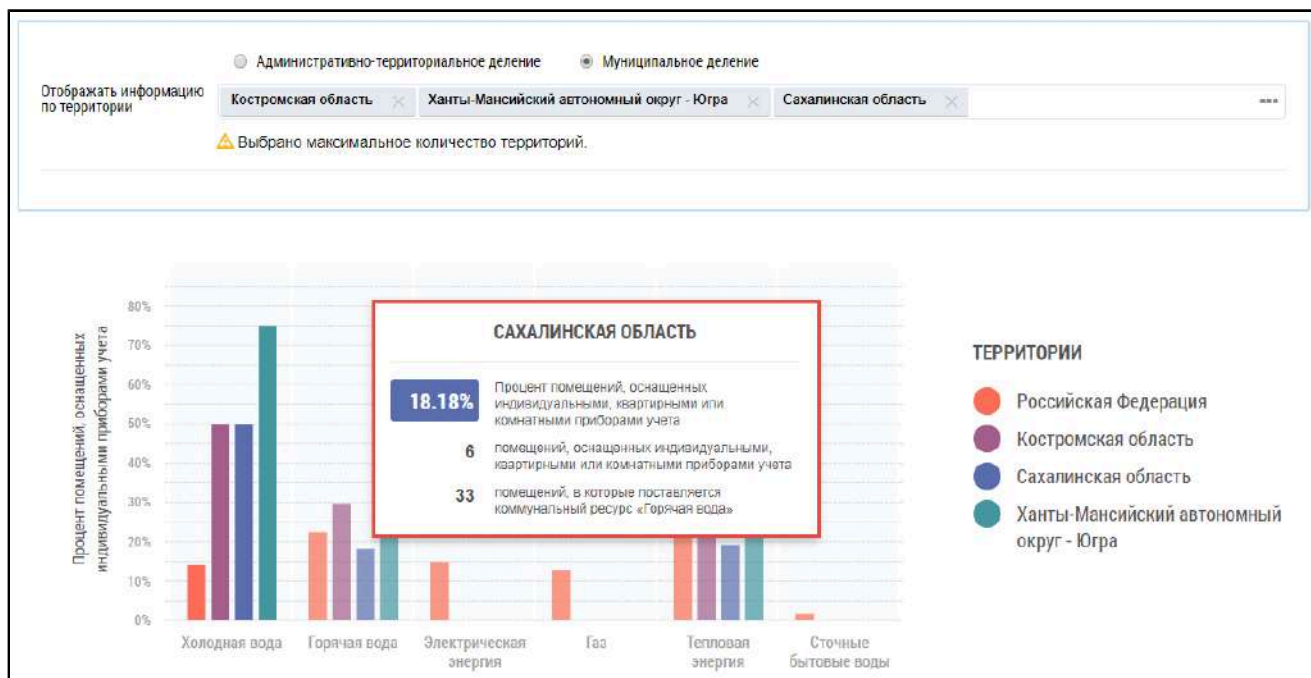 Административно-территориальное деление
Муниципальное деление
Отображать информацию
по территории
Костромская область
Ханты-Мансийский автономный округ - Югра
Сахалинская область
Выбрано максимальное количество территорий.
Процент помещений, оснащенных
индивидуальными приборами учета
80%
70%
60%
50%
40%
30%
20%
10%
0%
САХАЛИНСКАЯ ОБЛАСТЬ
18.18%
Процент помещений, оснащенных
индивидуальными, квартирными или
комнатными приборами учета
6
помещений, оснащенных индивидуальными,
квартирными или комнатными приборами учета
33
помещений, в которые поставляется
коммунальный ресурс «Горячая вода»
Холодная вода
Горячая вода
Электрическая
энергия
Газ
Тепловая
энергия
Сточные
бытовые воды
ТЕРРИТОРИИ
Российская Федерация
Костромская область
Сахалинская область
Ханты-Мансийский автономный
округ - Югра